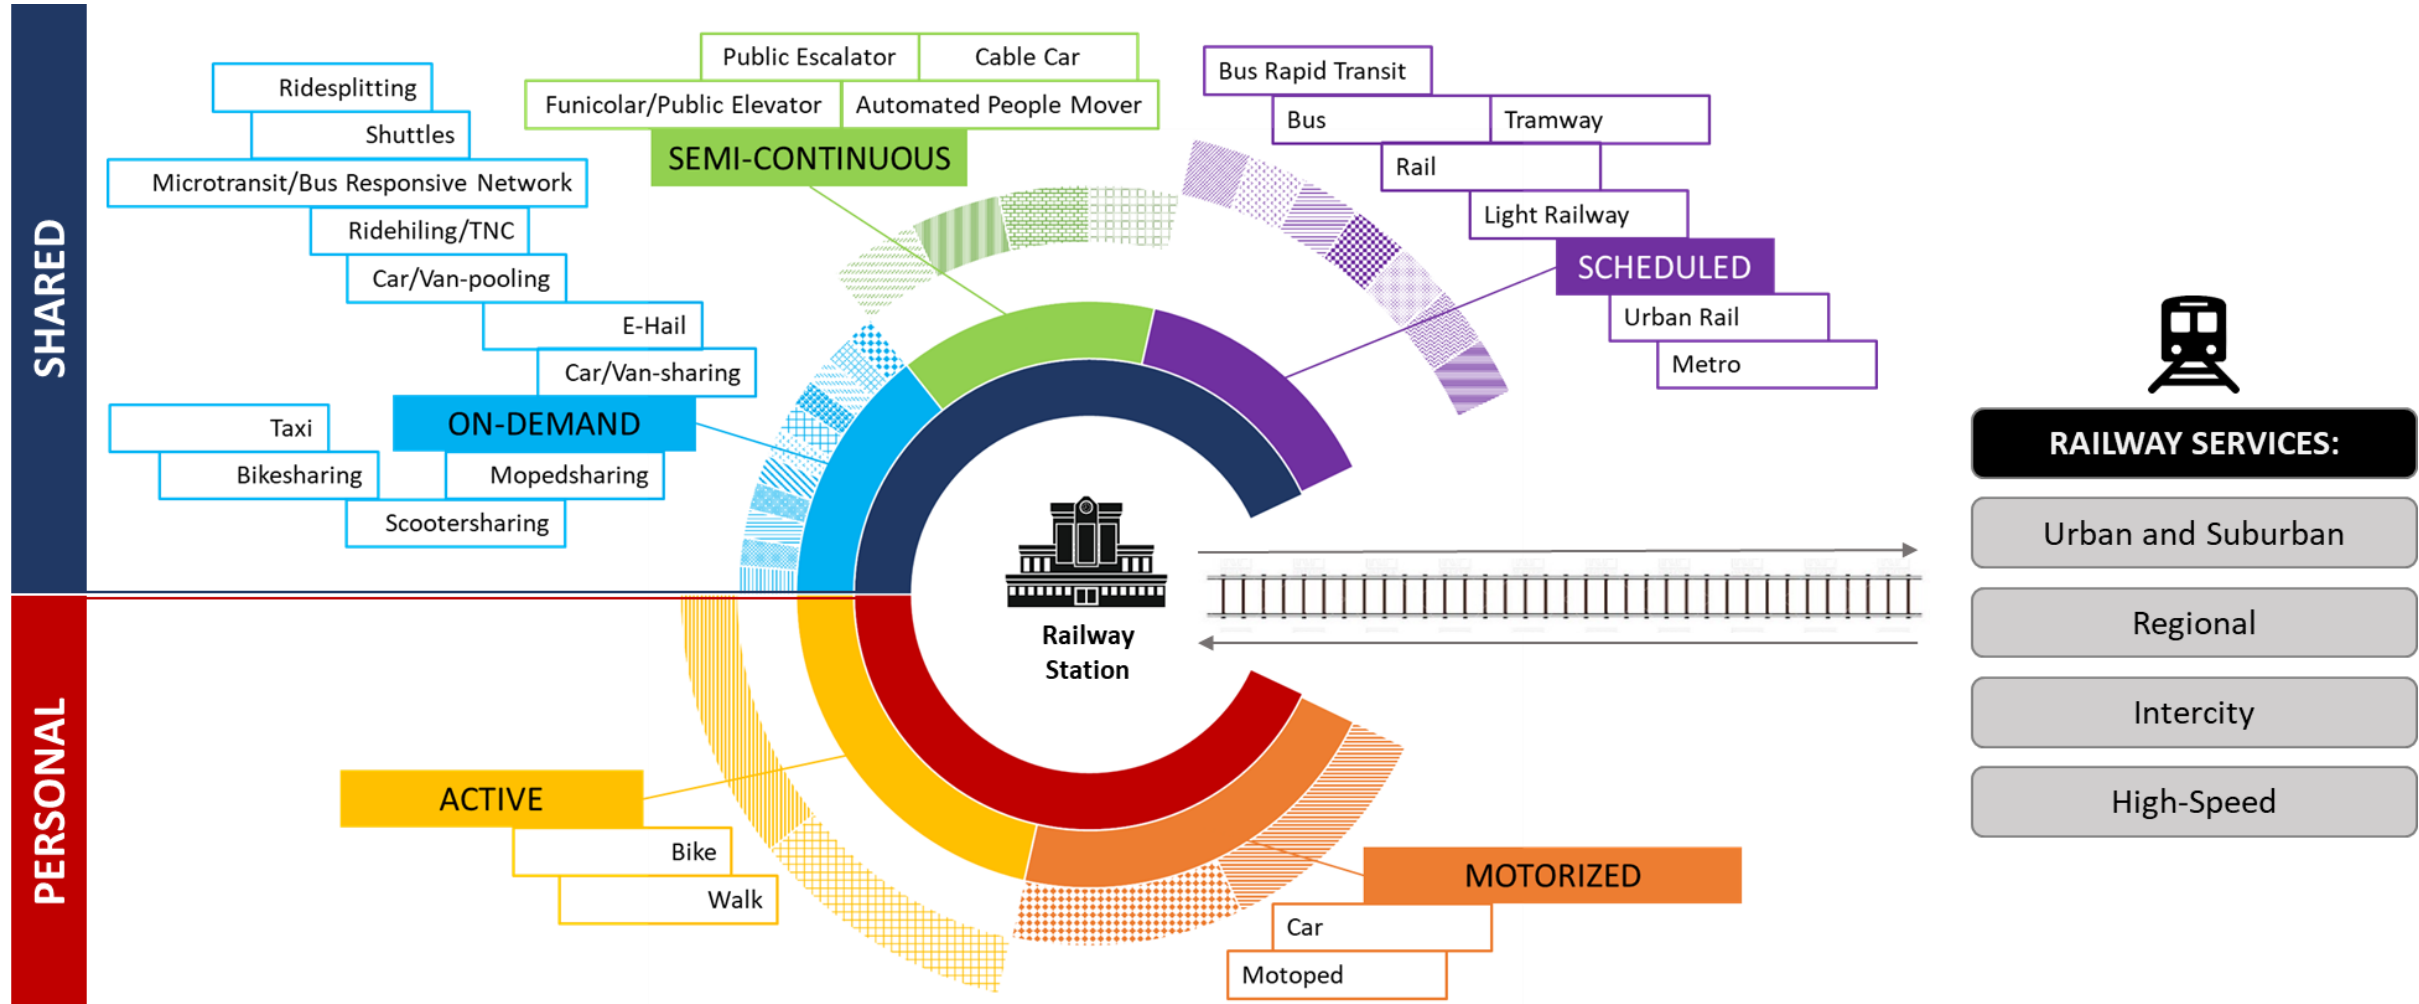 SHARED
Ridesplitting
Shuttles
Microtransit/Bus Responsive Network
Ridehiling/TNC
Car/Van-pooling
E-Hail
Car/Van-sharing
ON-DEMAND
Taxi
Bikesharing
Mopedsharing
Scootersharing
Public Escalator
Cable Car
Funicolar/Public Elevator
Automated People Mover
SEMI-CONTINUOUS
Bus Rapid Transit
Bus
Tramway
Rail
Light Railway
SCHEDULED
Urban Rail
Metro
Railway
Station
RAILWAY SERVICES:
Urban and Suburban
Regional
Intercity
High-Speed
PERSONAL
ACTIVE
Bike
Walk
MOTORIZED
Car
Motoped